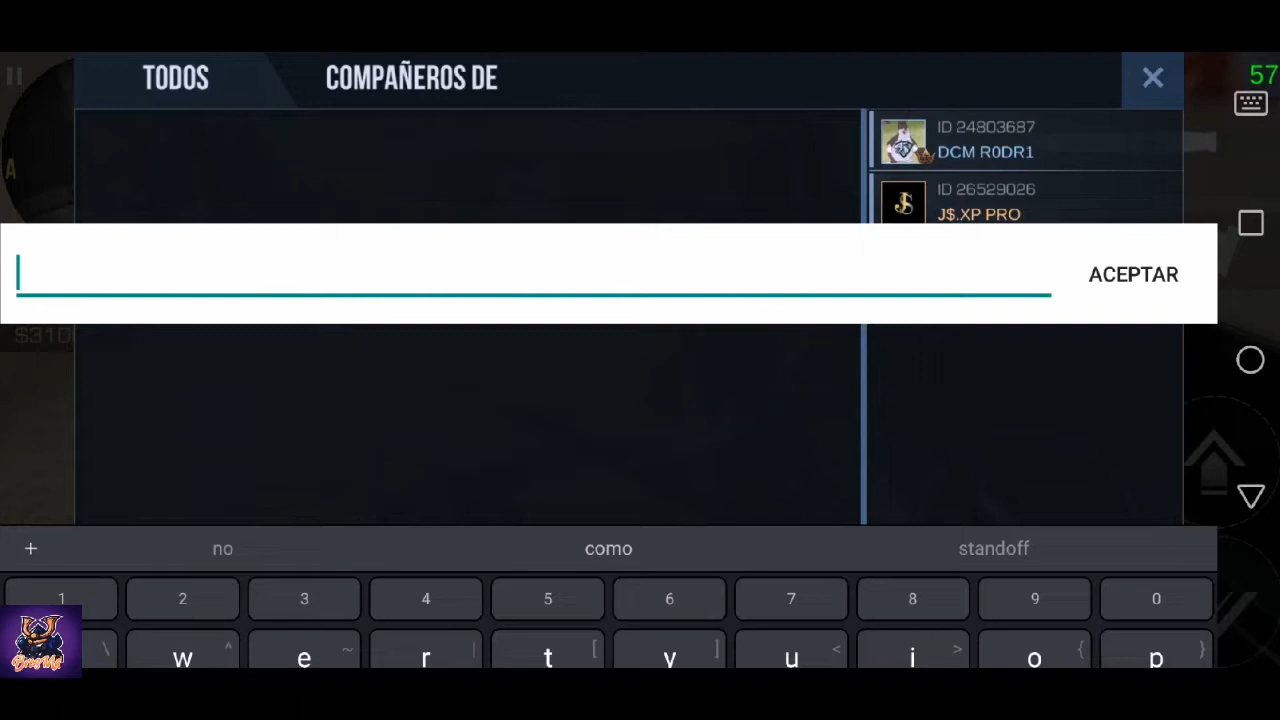 TODOS
COMPAÑEROS DE
57
ID 24803687
DCM R0DR1
A
ID 26529026
J$.XP PRO
ACEPTAR
$310
+
no
como
standoff
1 2 3 4 5 6 7 8 9 0
\ w ^ e ~ r | t [ y ] u < i > o { p }